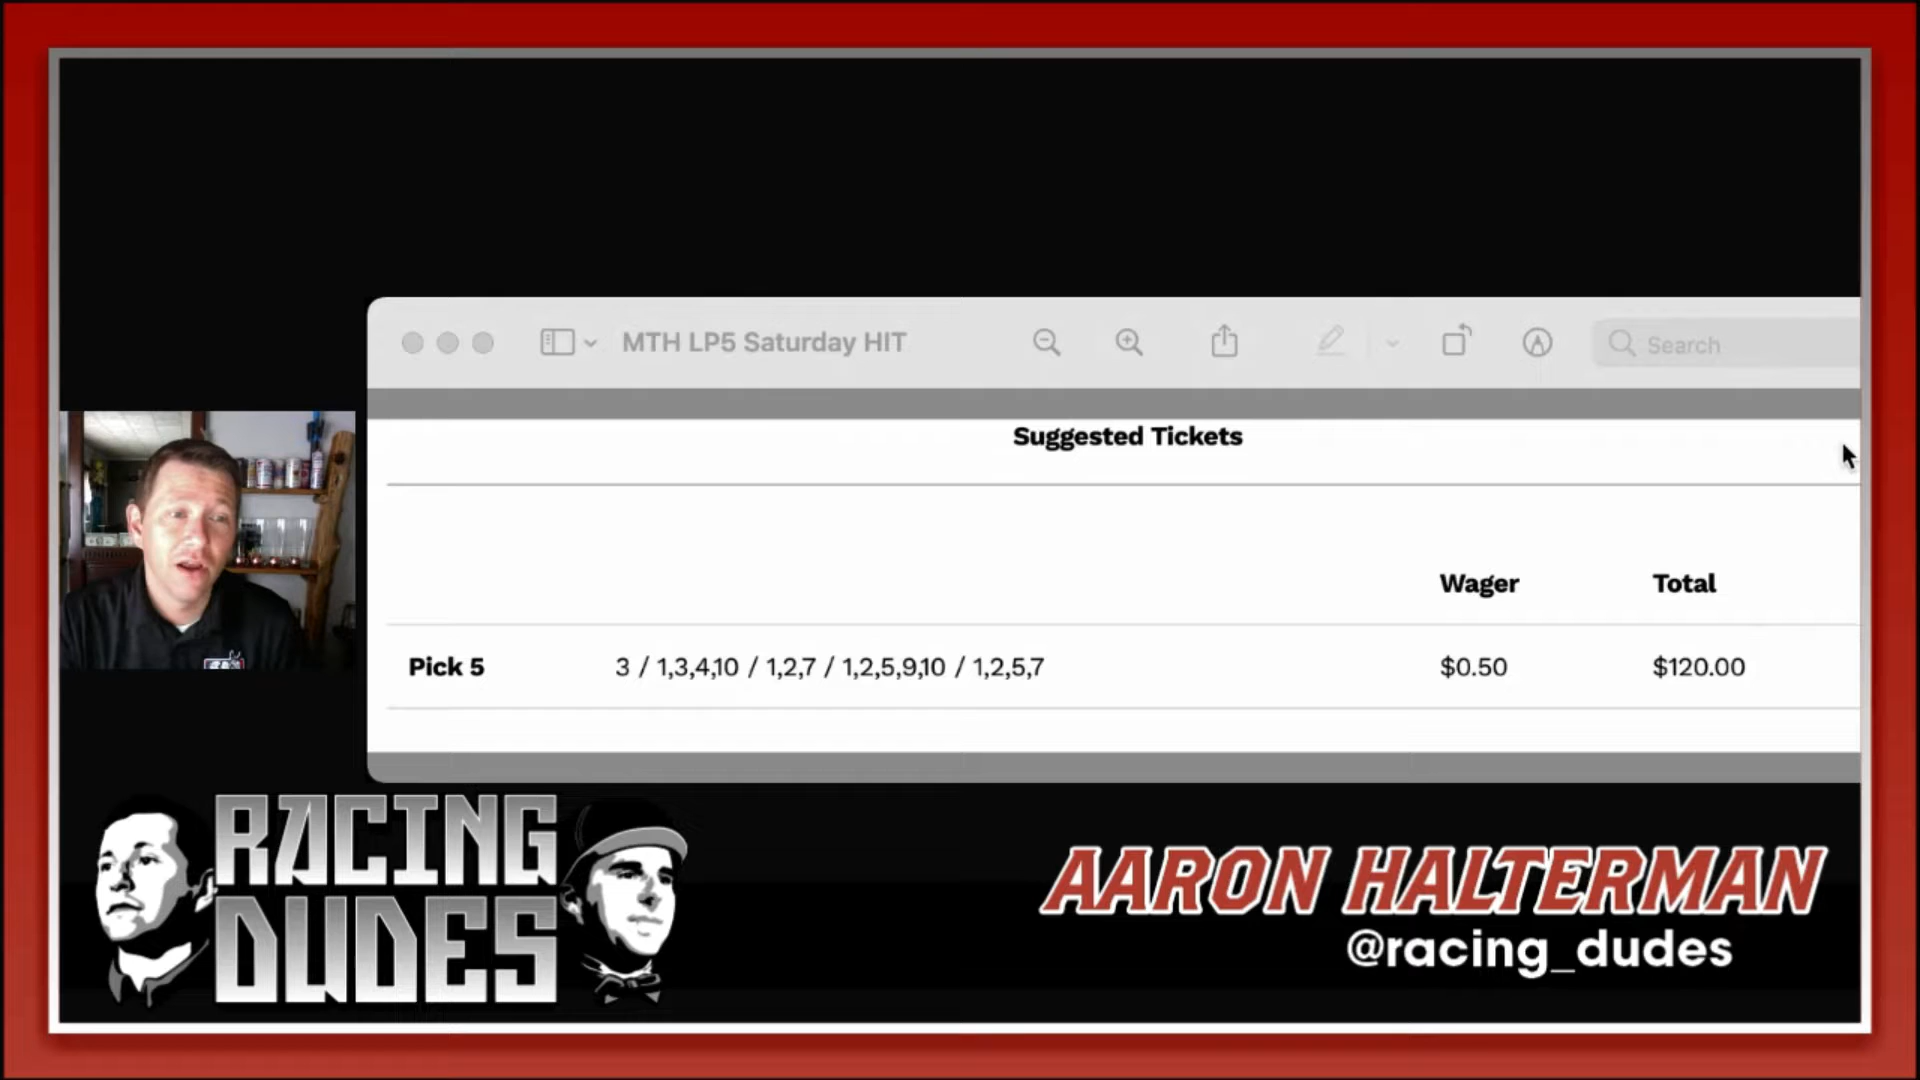 MTH LP5 Saturday HIT
Search
Suggested Tickets
Wager Total
Pick 5 3 / 1,3,4,10 / 1,2,7 / 1,2,5,9,10 / 1,2,5,7 $0.50 $120.00
RACING
DUDES
AARON HALTERMAN
@racing_dudes